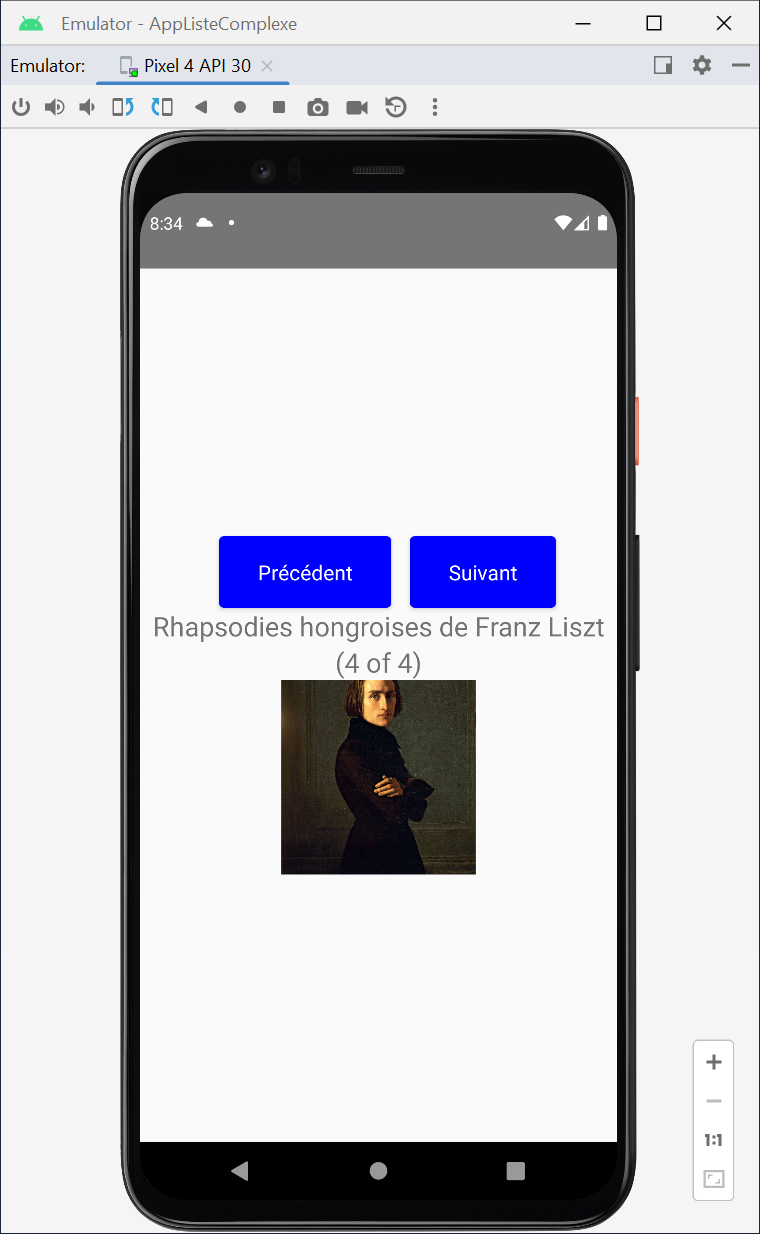 Emulator - AppListeComplexe
Emulator: Pixel 4 API 30
8:34
Précédent Suivant
Rhapsodies hongroises de Franz Liszt
(4 of 4)
1:1